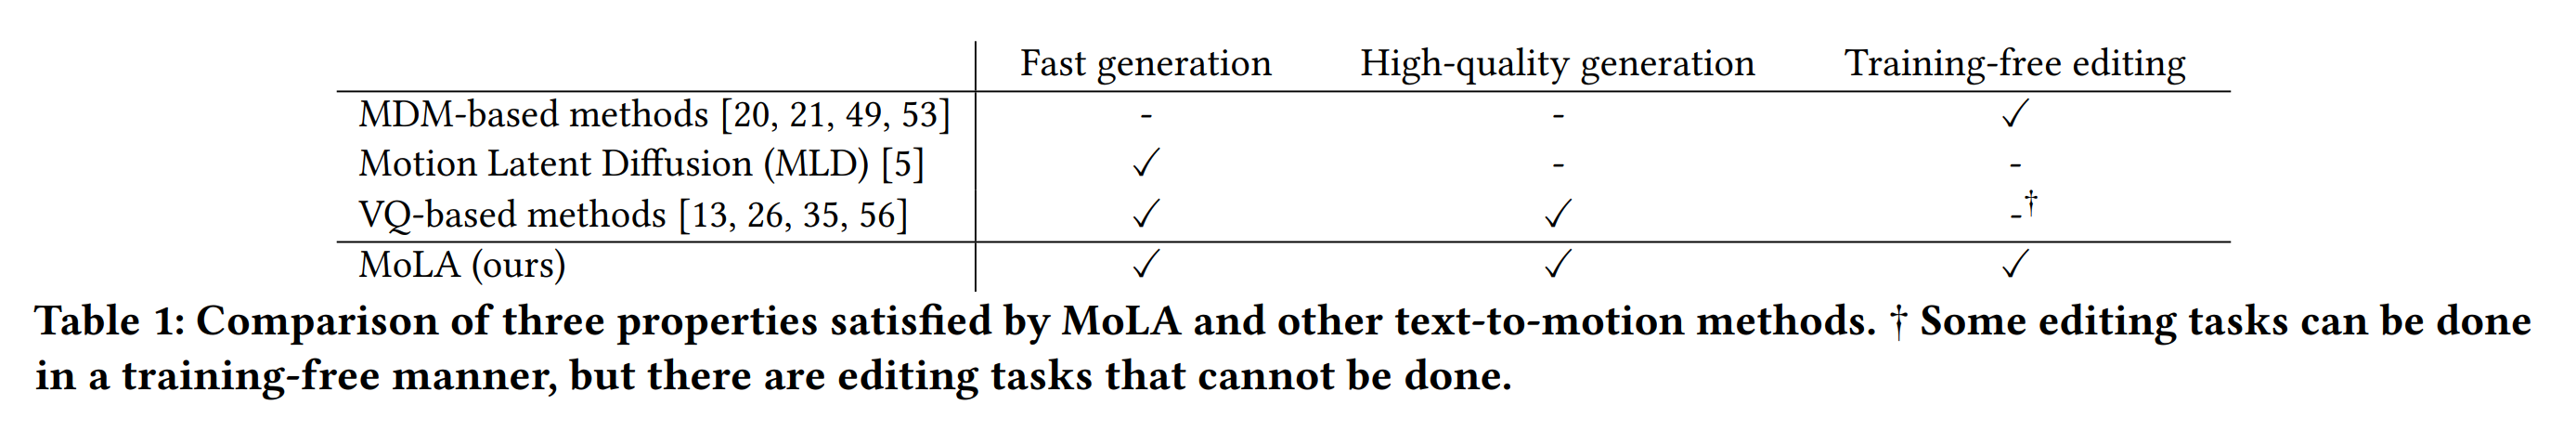 Fast generation High-quality generation Training-free editing
MDM-based methods [20, 21, 49, 53] - - ✓
Motion Latent Diffusion (MLD) [5] ✓ - -
VQ-based methods [13, 26, 35, 56] ✓ ✓ -†
MoLA (ours) ✓ ✓ ✓
Table 1: Comparison of three properties satisfied by MoLA and other text-to-motion methods. † Some editing tasks can be done
in a training-free manner, but there are editing tasks that cannot be done.